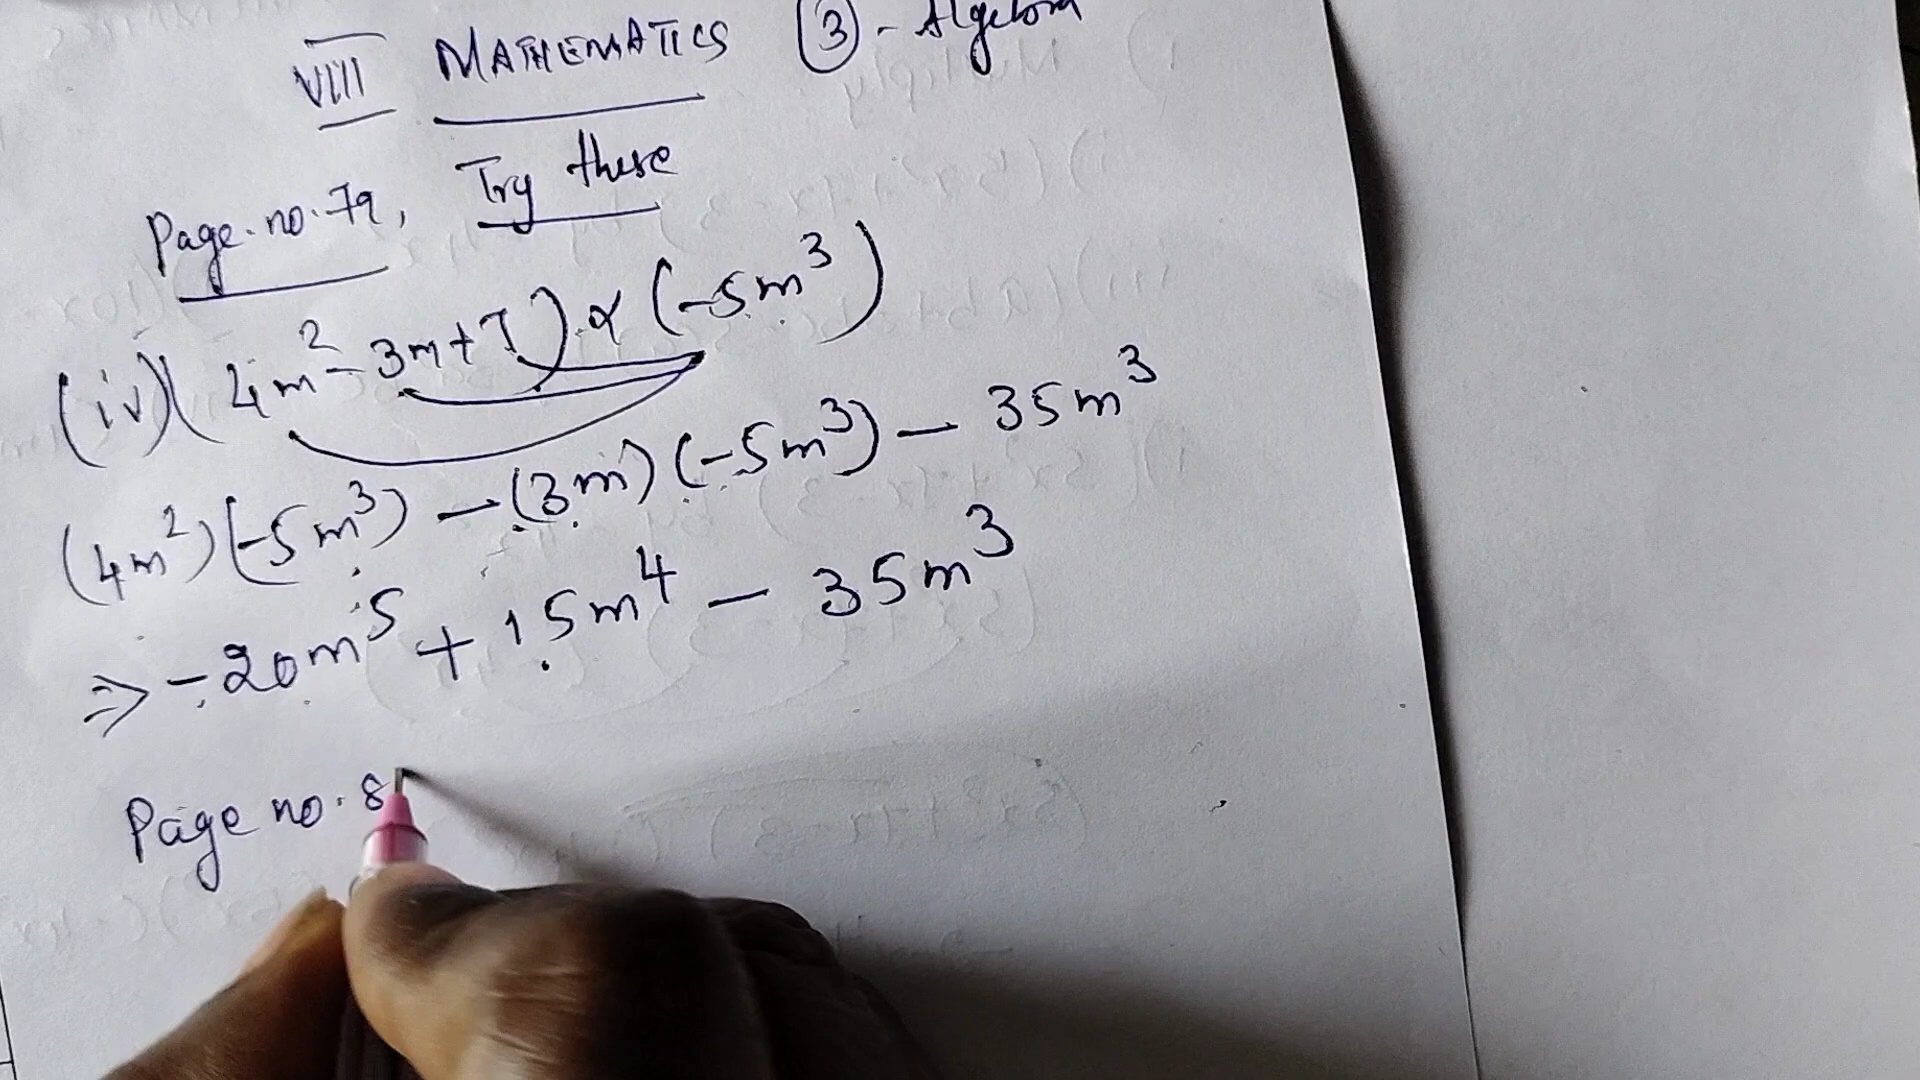 VIII MATHEMATICS (3) - Algebra
Page no. 79, Try these
(iv) (4m² - 3m + 7) × (-5m³)
(4m²)(-5m³) - (3m)(-5m³) - 35m³
⇒ -20m⁵ + 15m⁴ - 35m³
Page no. 8